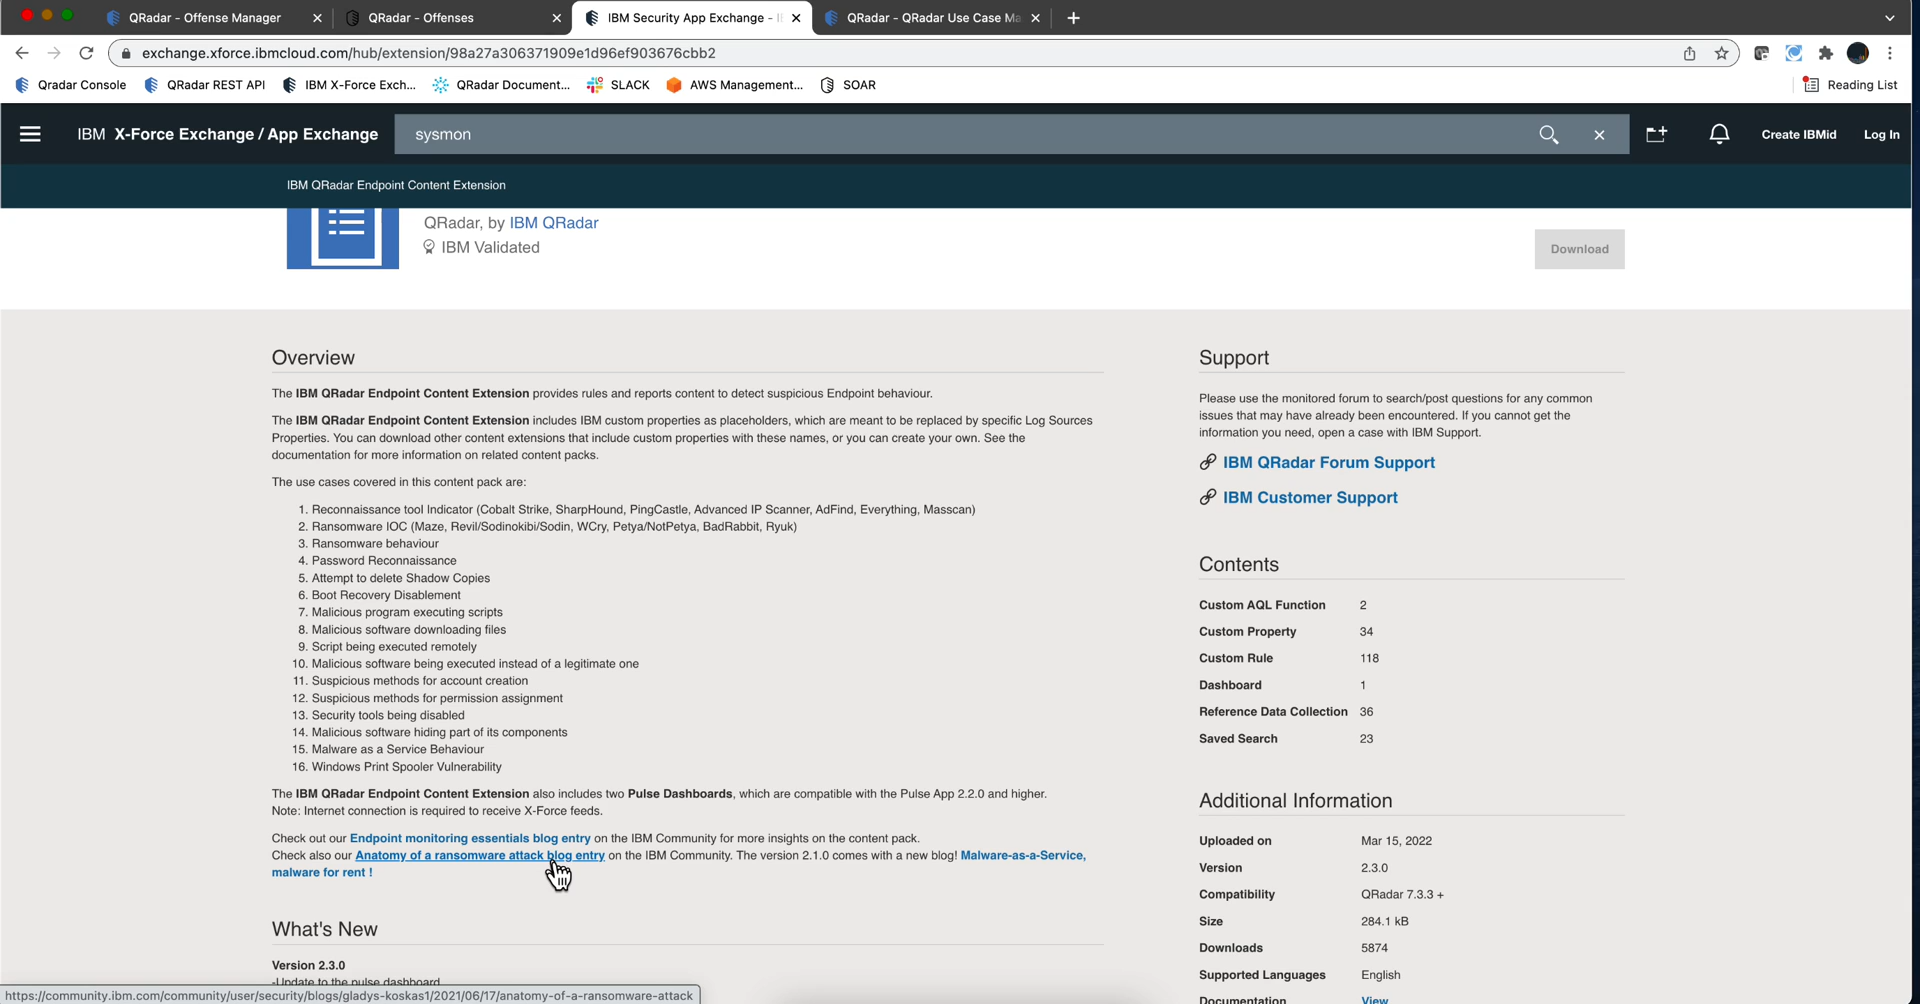 QRadar - Offense Manager
QRadar - Offenses
IBM Security App Exchange - I
QRadar - QRadar Use Case Ma
exchange.xforce.ibmcloud.com/hub/extension/98a27a306371909e1d96ef903676cbb2
Qradar Console
QRadar REST API
IBM X-Force Exch...
QRadar Document...
SLACK
AWS Management...
SOAR
Reading List
IBM X-Force Exchange / App Exchange
sysmon
Create IBMid
Log In
IBM QRadar Endpoint Content Extension
QRadar, by IBM QRadar
IBM Validated
Download
Overview
The IBM QRadar Endpoint Content Extension provides rules and reports content to detect suspicious Endpoint behaviour.
The IBM QRadar Endpoint Content Extension includes IBM custom properties as placeholders, which are meant to be replaced by specific Log Sources
Properties. You can download other content extensions that include custom properties with these names, or you can create your own. See the
documentation for more information on related content packs.
The use cases covered in this content pack are:
1. Reconnaissance tool Indicator (Cobalt Strike, SharpHound, PingCastle, Advanced IP Scanner, AdFind, Everything, Masscan)
2. Ransomware IOC (Maze, Revil/Sodinokibi/Sodin, WCry, Petya/NotPetya, BadRabbit, Ryuk)
3. Ransomware behaviour
4. Password Reconnaissance
5. Attempt to delete Shadow Copies
6. Boot Recovery Disablement
7. Malicious program executing scripts
8. Malicious software downloading files
9. Script being executed remotely
10. Malicious software being executed instead of a legitimate one
11. Suspicious methods for account creation
12. Suspicious methods for permission assignment
13. Security tools being disabled
14. Malicious software hiding part of its components
15. Malware as a Service Behaviour
16. Windows Print Spooler Vulnerability
The IBM QRadar Endpoint Content Extension also includes two Pulse Dashboards, which are compatible with the Pulse App 2.2.0 and higher.
Note: Internet connection is required to receive X-Force feeds.
Check out our Endpoint monitoring essentials blog entry on the IBM Community for more insights on the content pack.
Check also our Anatomy of a ransomware attack blog entry on the IBM Community. The version 2.1.0 comes with a new blog! Malware-as-a-Service,
malware for rent !
What's New
Version 2.3.0
-Update to the pulse dashboard
Support
Please use the monitored forum to search/post questions for any common
issues that may have already been encountered. If you cannot get the
information you need, open a case with IBM Support.
IBM QRadar Forum Support
IBM Customer Support
Contents
Custom AQL Function 2
Custom Property 34
Custom Rule 118
Dashboard 1
Reference Data Collection 36
Saved Search 23
Additional Information
Uploaded on Mar 15, 2022
Version 2.3.0
Compatibility QRadar 7.3.3 +
Size 284.1 kB
Downloads 5874
Supported Languages English
Documentation View
https://community.ibm.com/community/user/security/blogs/gladys-koskas1/2021/06/17/anatomy-of-a-ransomware-attack